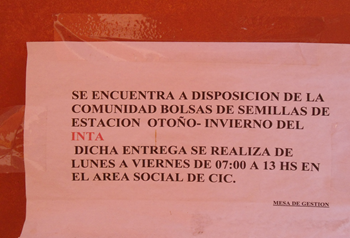 SE ENCUENTRA A DISPOSICION DE LA
COMUNIDAD BOLSAS DE SEMILLAS DE
ESTACION OTOÑO- INVIERNO DEL
INTA
DICHA ENTREGA SE REALIZA DE
LUNES A VIERNES DE 07:00 A 13 HS EN
EL AREA SOCIAL DE CIC.
MESA DE GESTION